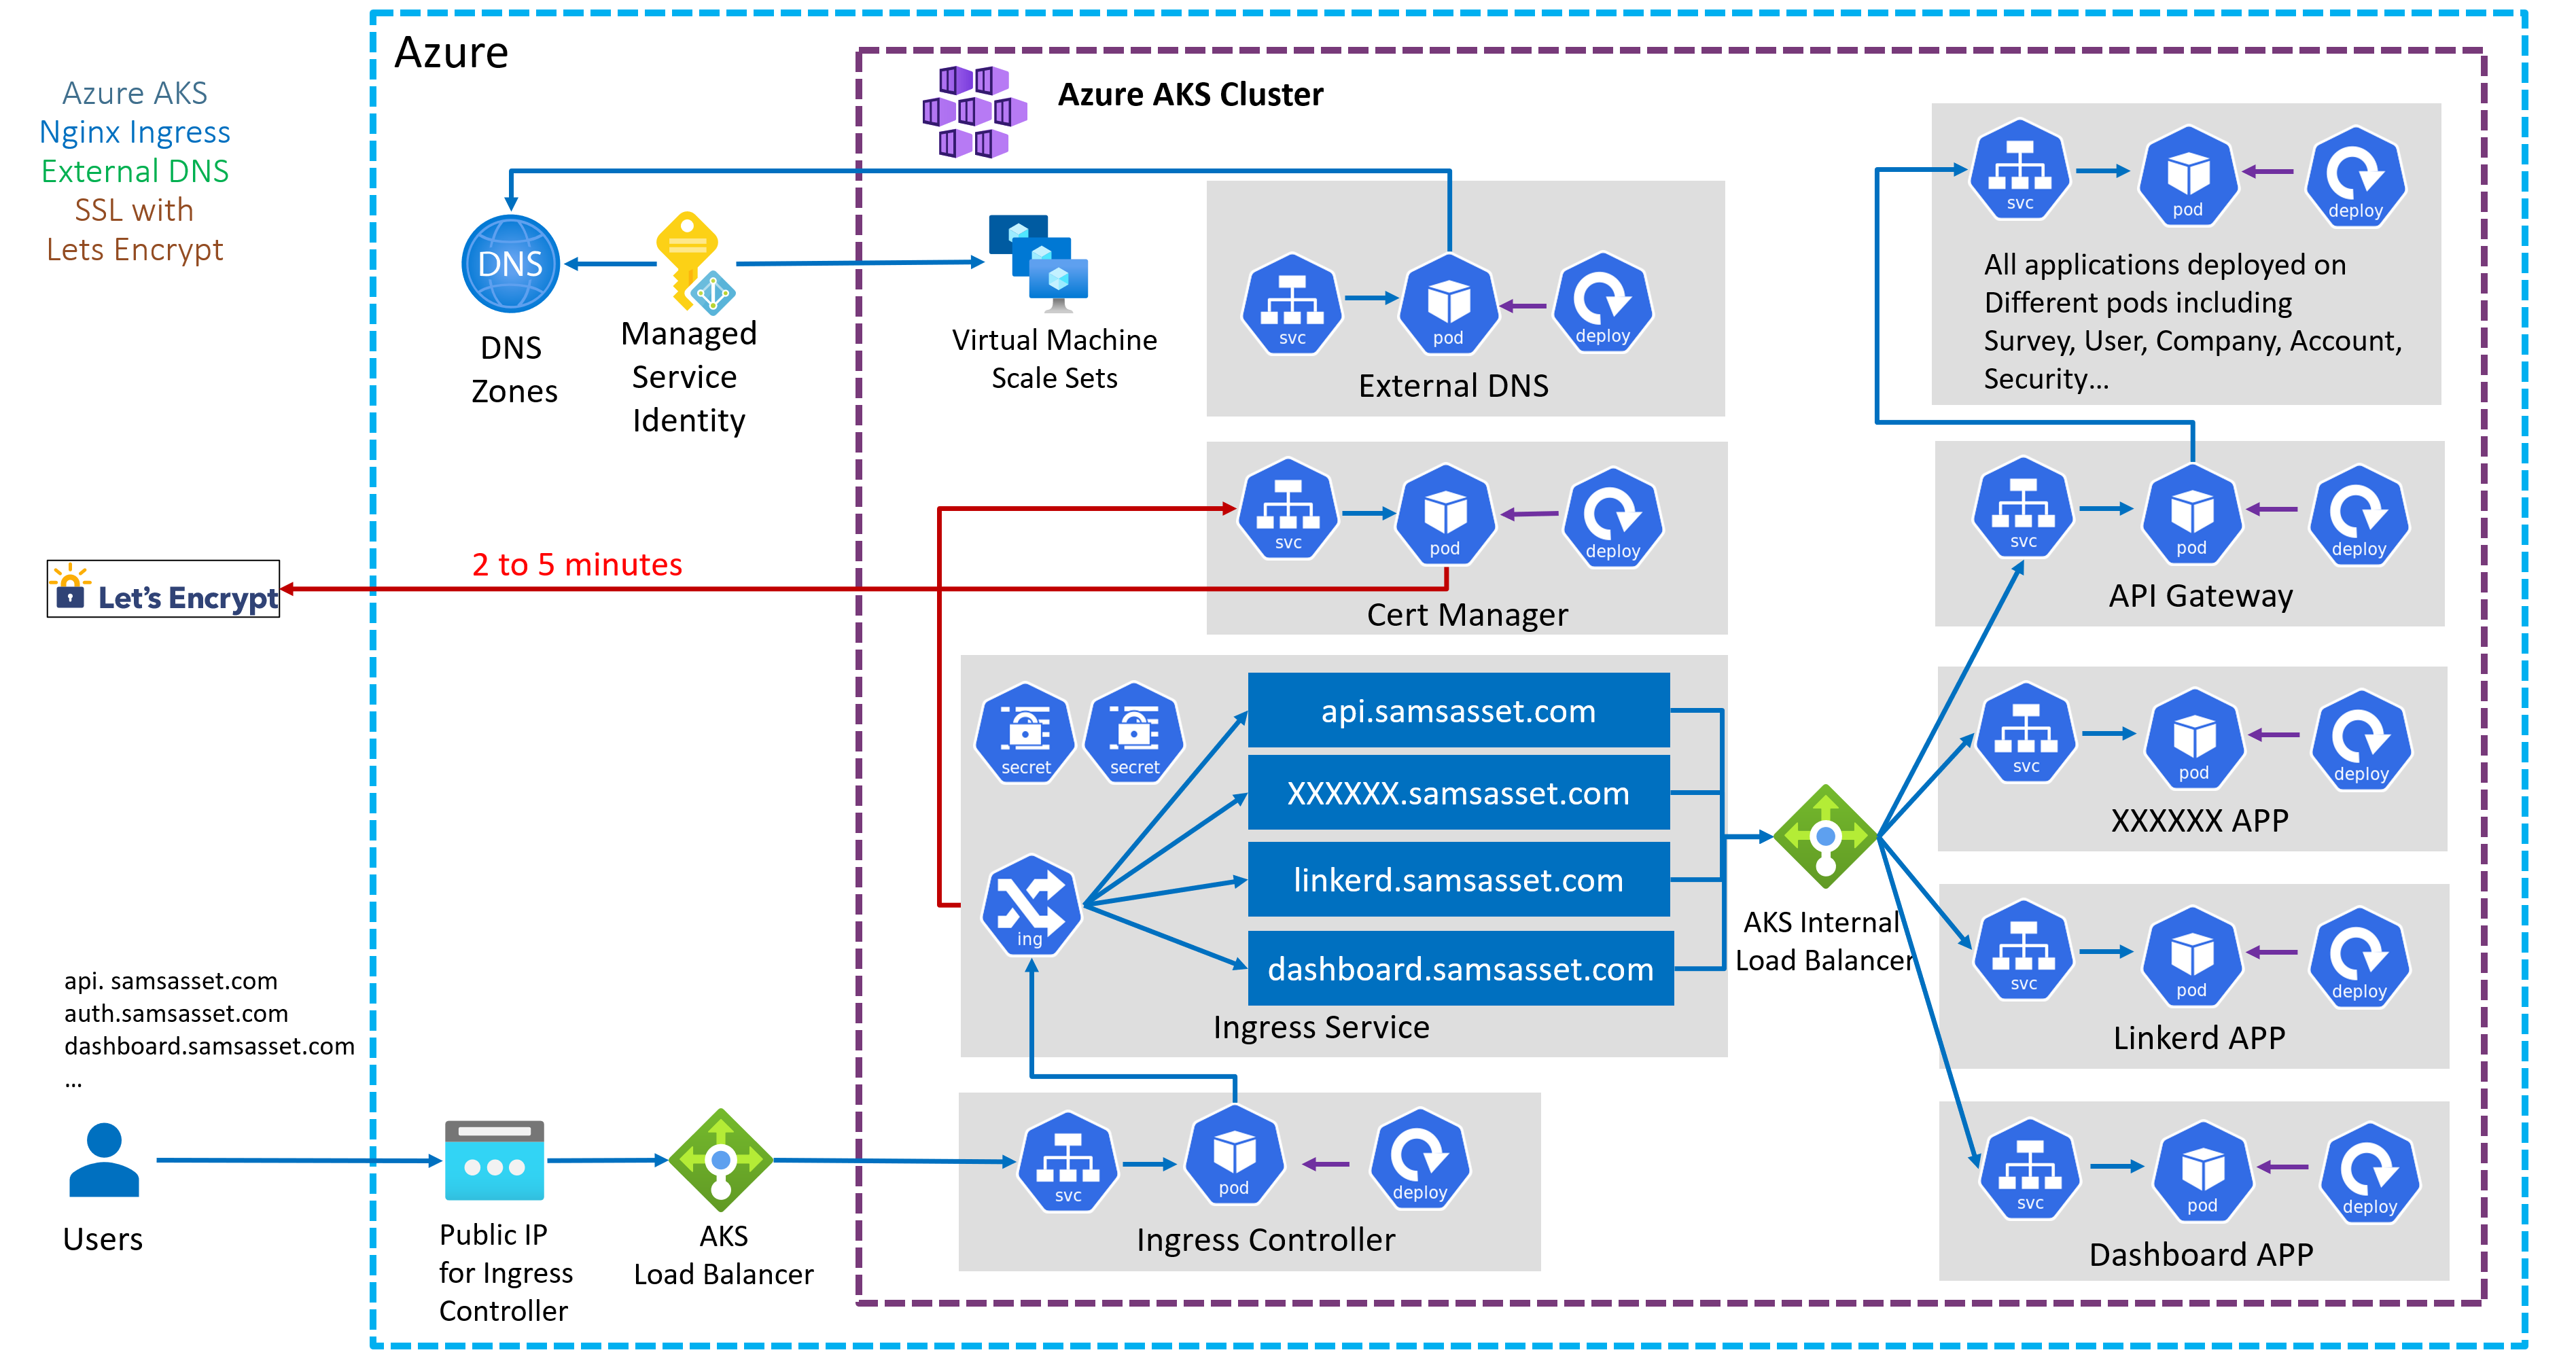 Azure AKS
Nginx Ingress
External DNS
SSL with
Lets Encrypt
Azure
Azure AKS Cluster
DNS
DNS
Zones
Managed
Service
Identity
Virtual Machine
Scale Sets
svc
pod
deploy
External DNS
svc
pod
deploy
All applications deployed on
Different pods including
Survey, User, Company, Account,
Security...
svc
pod
deploy
Cert Manager
2 to 5 minutes
Let's Encrypt
svc
pod
deploy
API Gateway
secret
secret
ing
api.samsasset.com
XXXXXX.samsasset.com
linkerd.samsasset.com
dashboard.samsasset.com
Ingress Service
AKS Internal
Load Balancer
svc
pod
deploy
XXXXXX APP
svc
pod
deploy
Linkerd APP
api. samsasset.com
auth.samsasset.com
dashboard.samsasset.com
...
Users
Public IP
for Ingress
Controller
AKS
Load Balancer
svc
pod
deploy
Ingress Controller
svc
pod
deploy
Dashboard APP